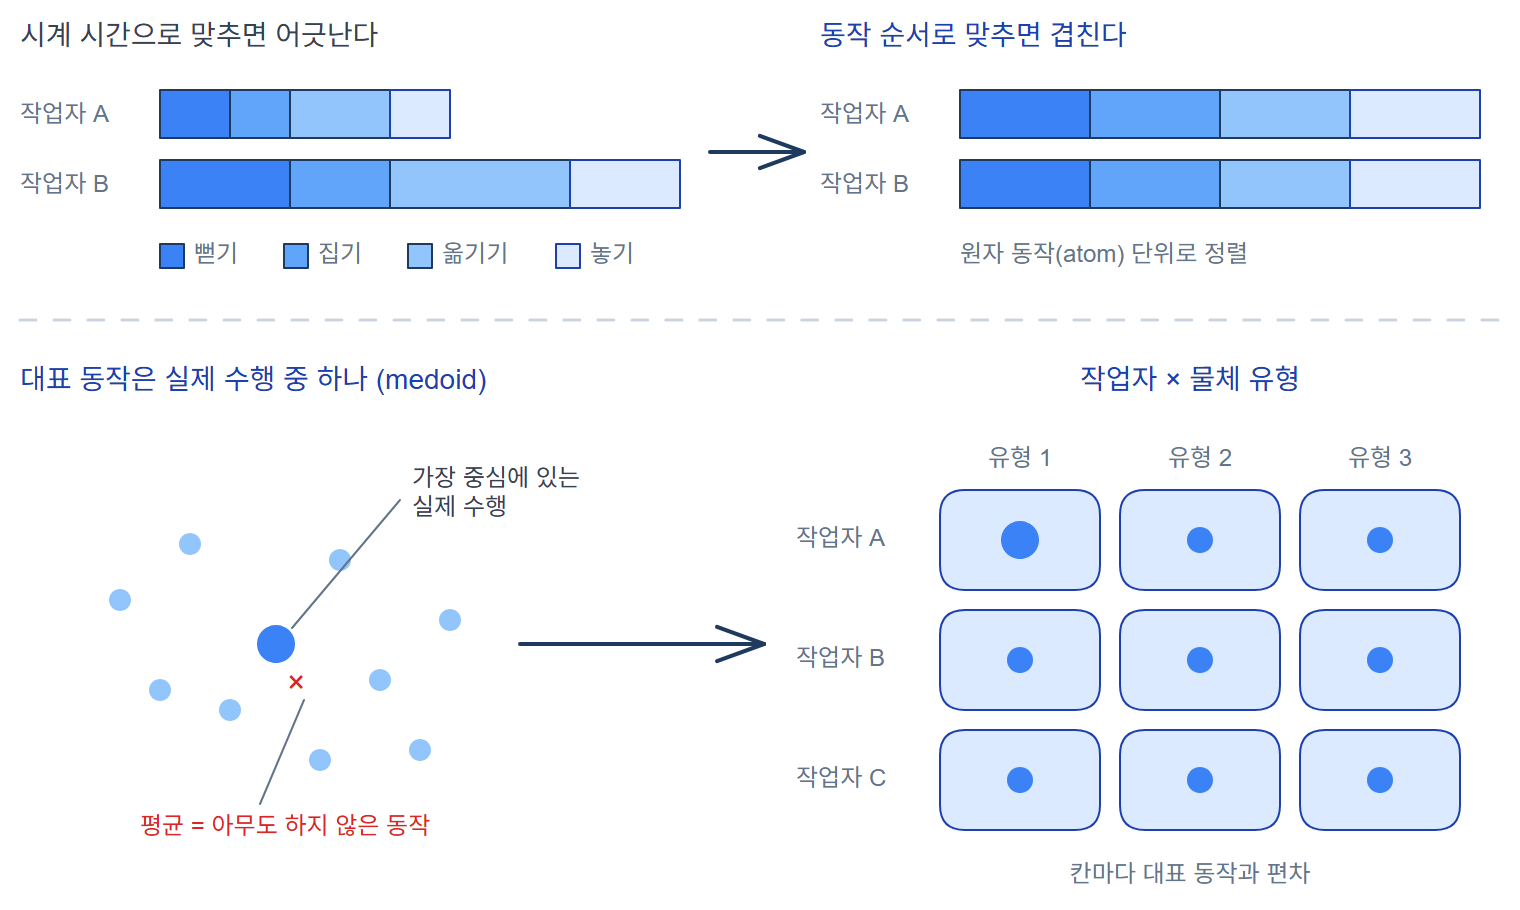 시계 시간으로 맞추면 어긋난다
동작 순서로 맞추면 겹친다
작업자 A
작업자 B
작업자 A
작업자 B
뻗기
집기
옮기기
놓기
원자 동작(atom) 단위로 정렬
대표 동작은 실제 수행 중 하나 (medoid)
가장 중심에 있는
실제 수행
×
평균 = 아무도 하지 않은 동작
작업자 × 물체 유형
유형 1
유형 2
유형 3
작업자 A
작업자 B
작업자 C
칸마다 대표 동작과 편차